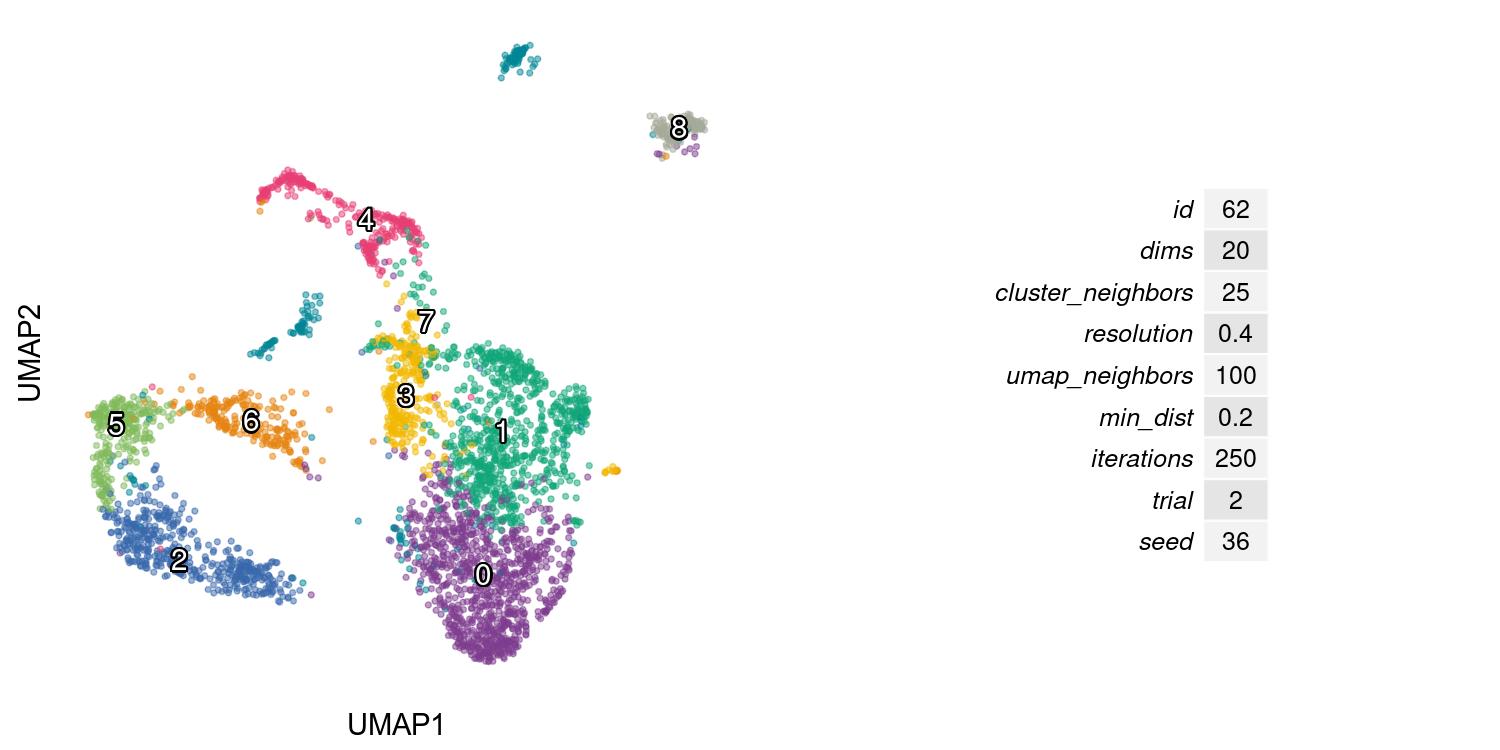 8
4
7
3
5
6
1
2
0
UMAP2
UMAP1
id 62
dims 20
cluster_neighbors 25
resolution 0.4
umap_neighbors 100
min_dist 0.2
iterations 250
trial 2
seed 36